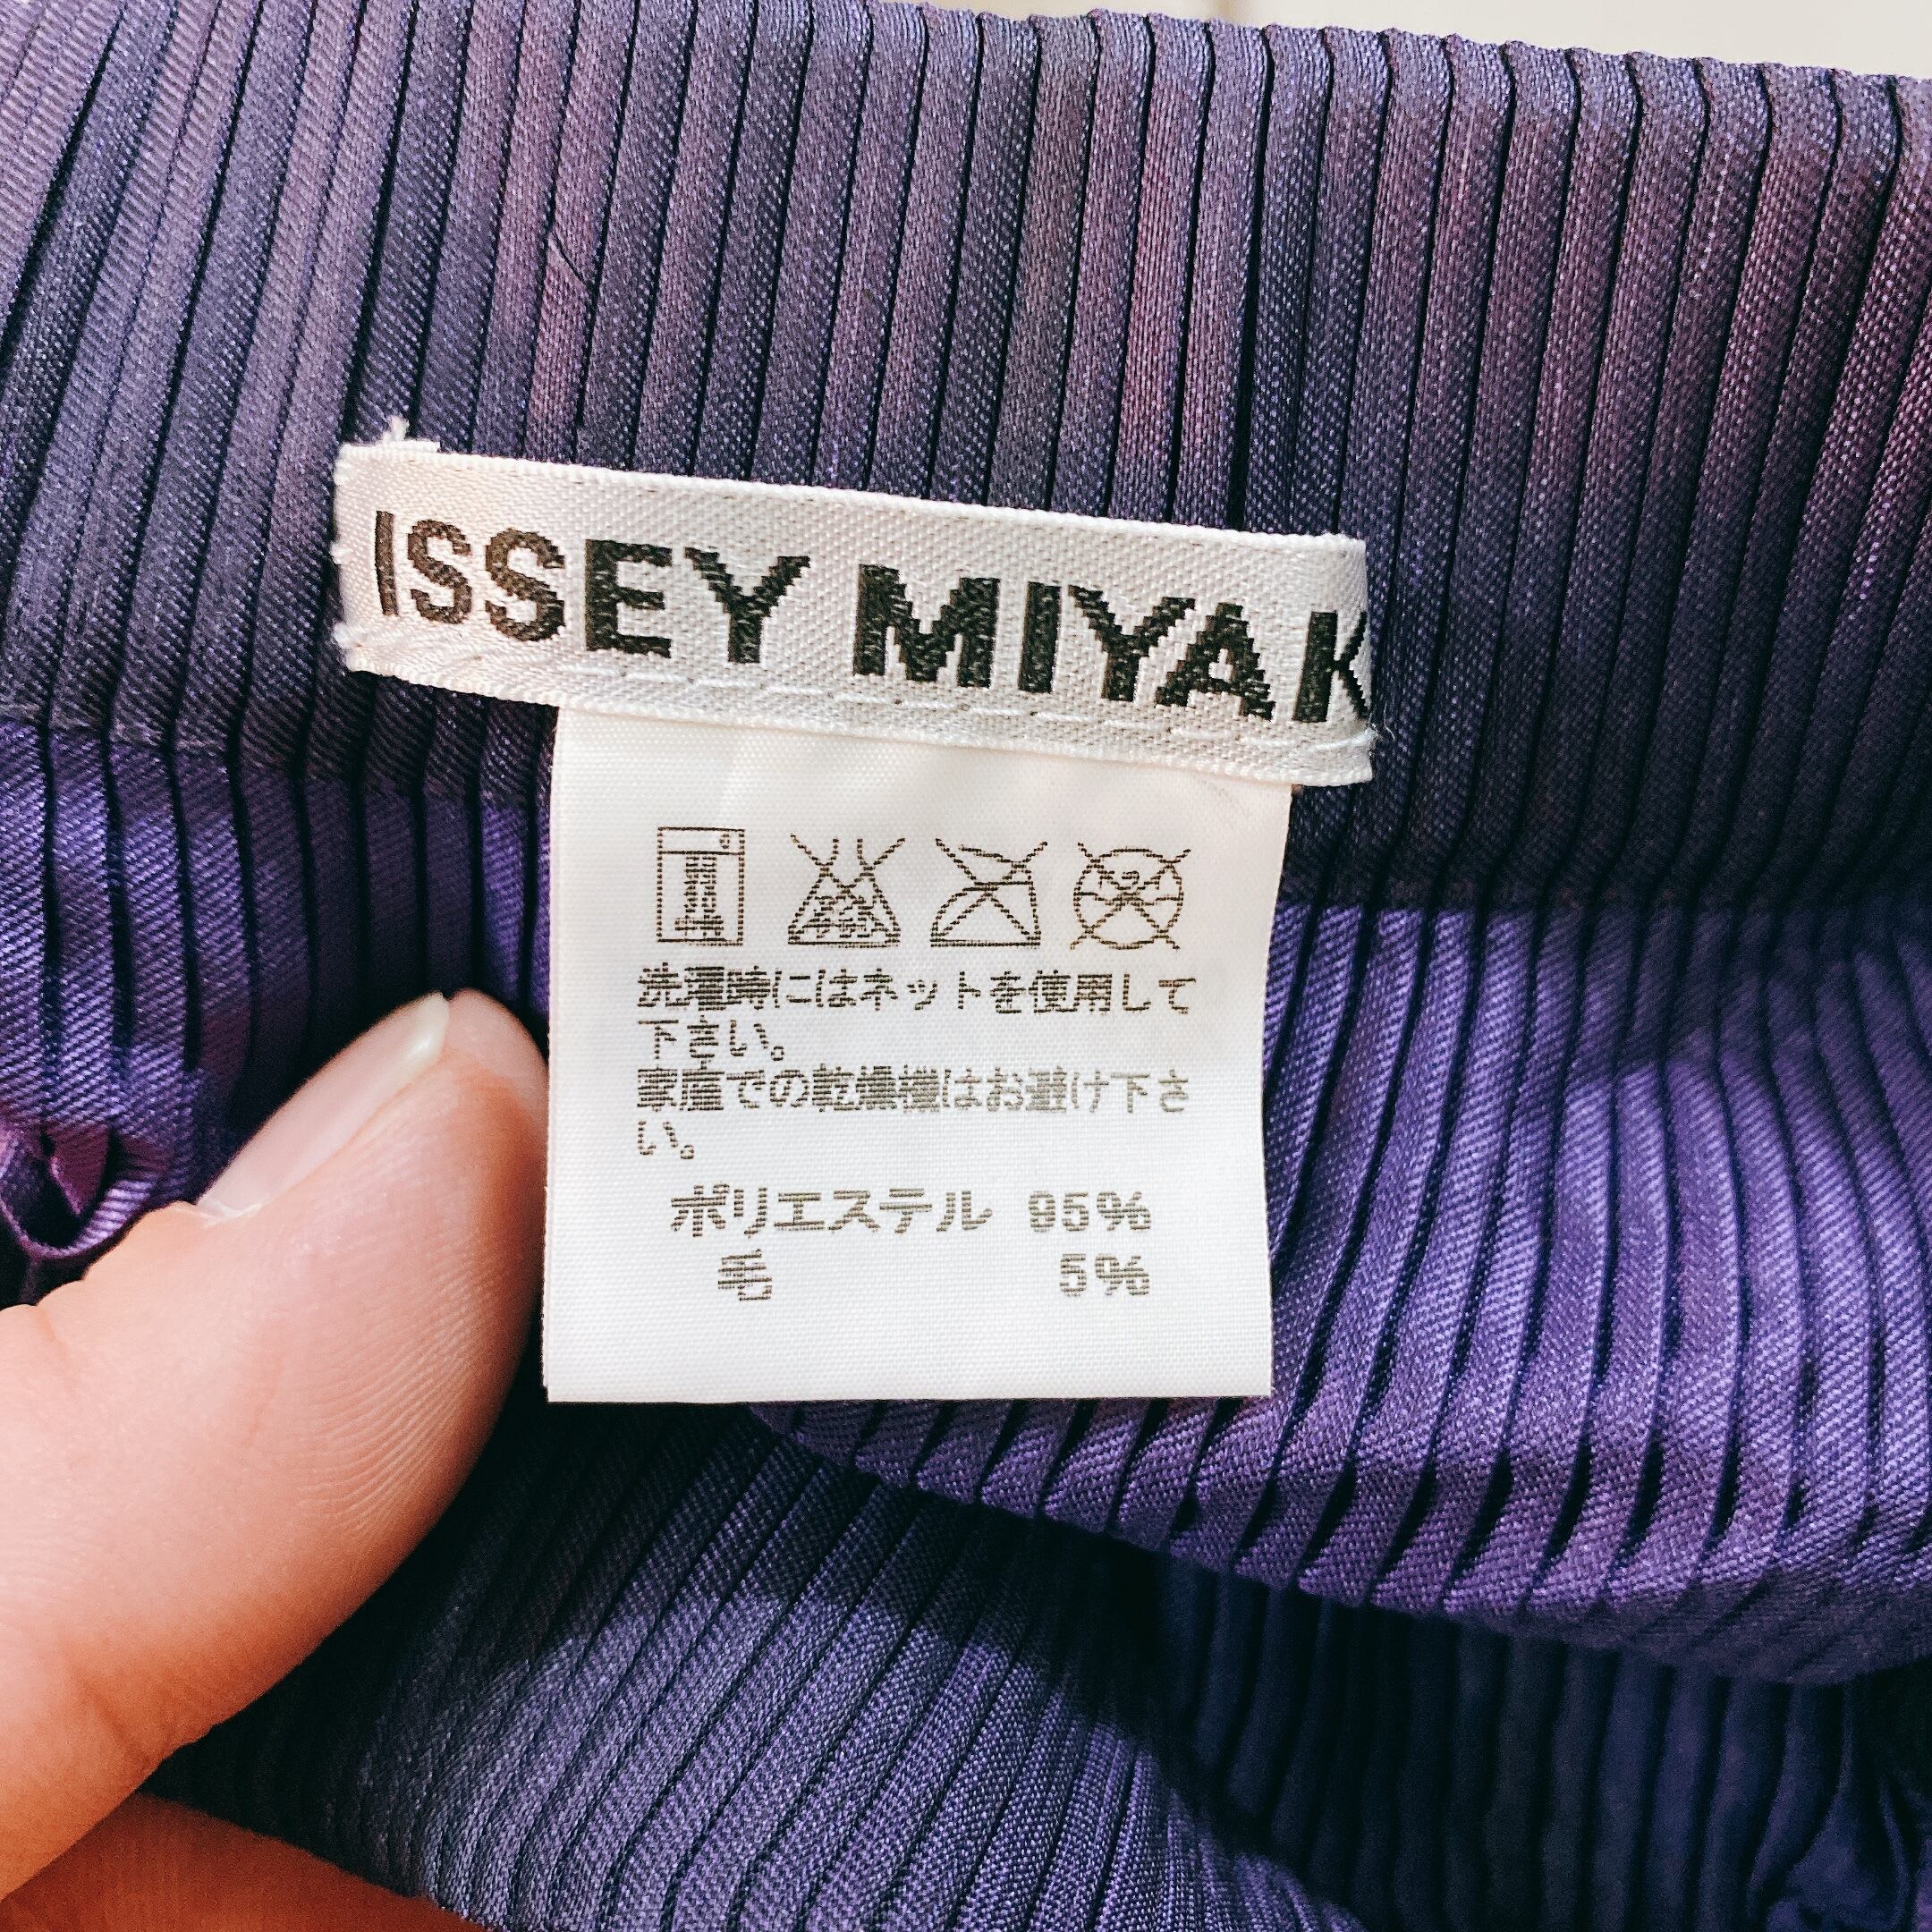 ISSEY MIYAK
洗濯時にはネットを使用して
下さい。
家庭での乾燥機はお避け下さ
い。
ポリエステル 95%
毛 5%